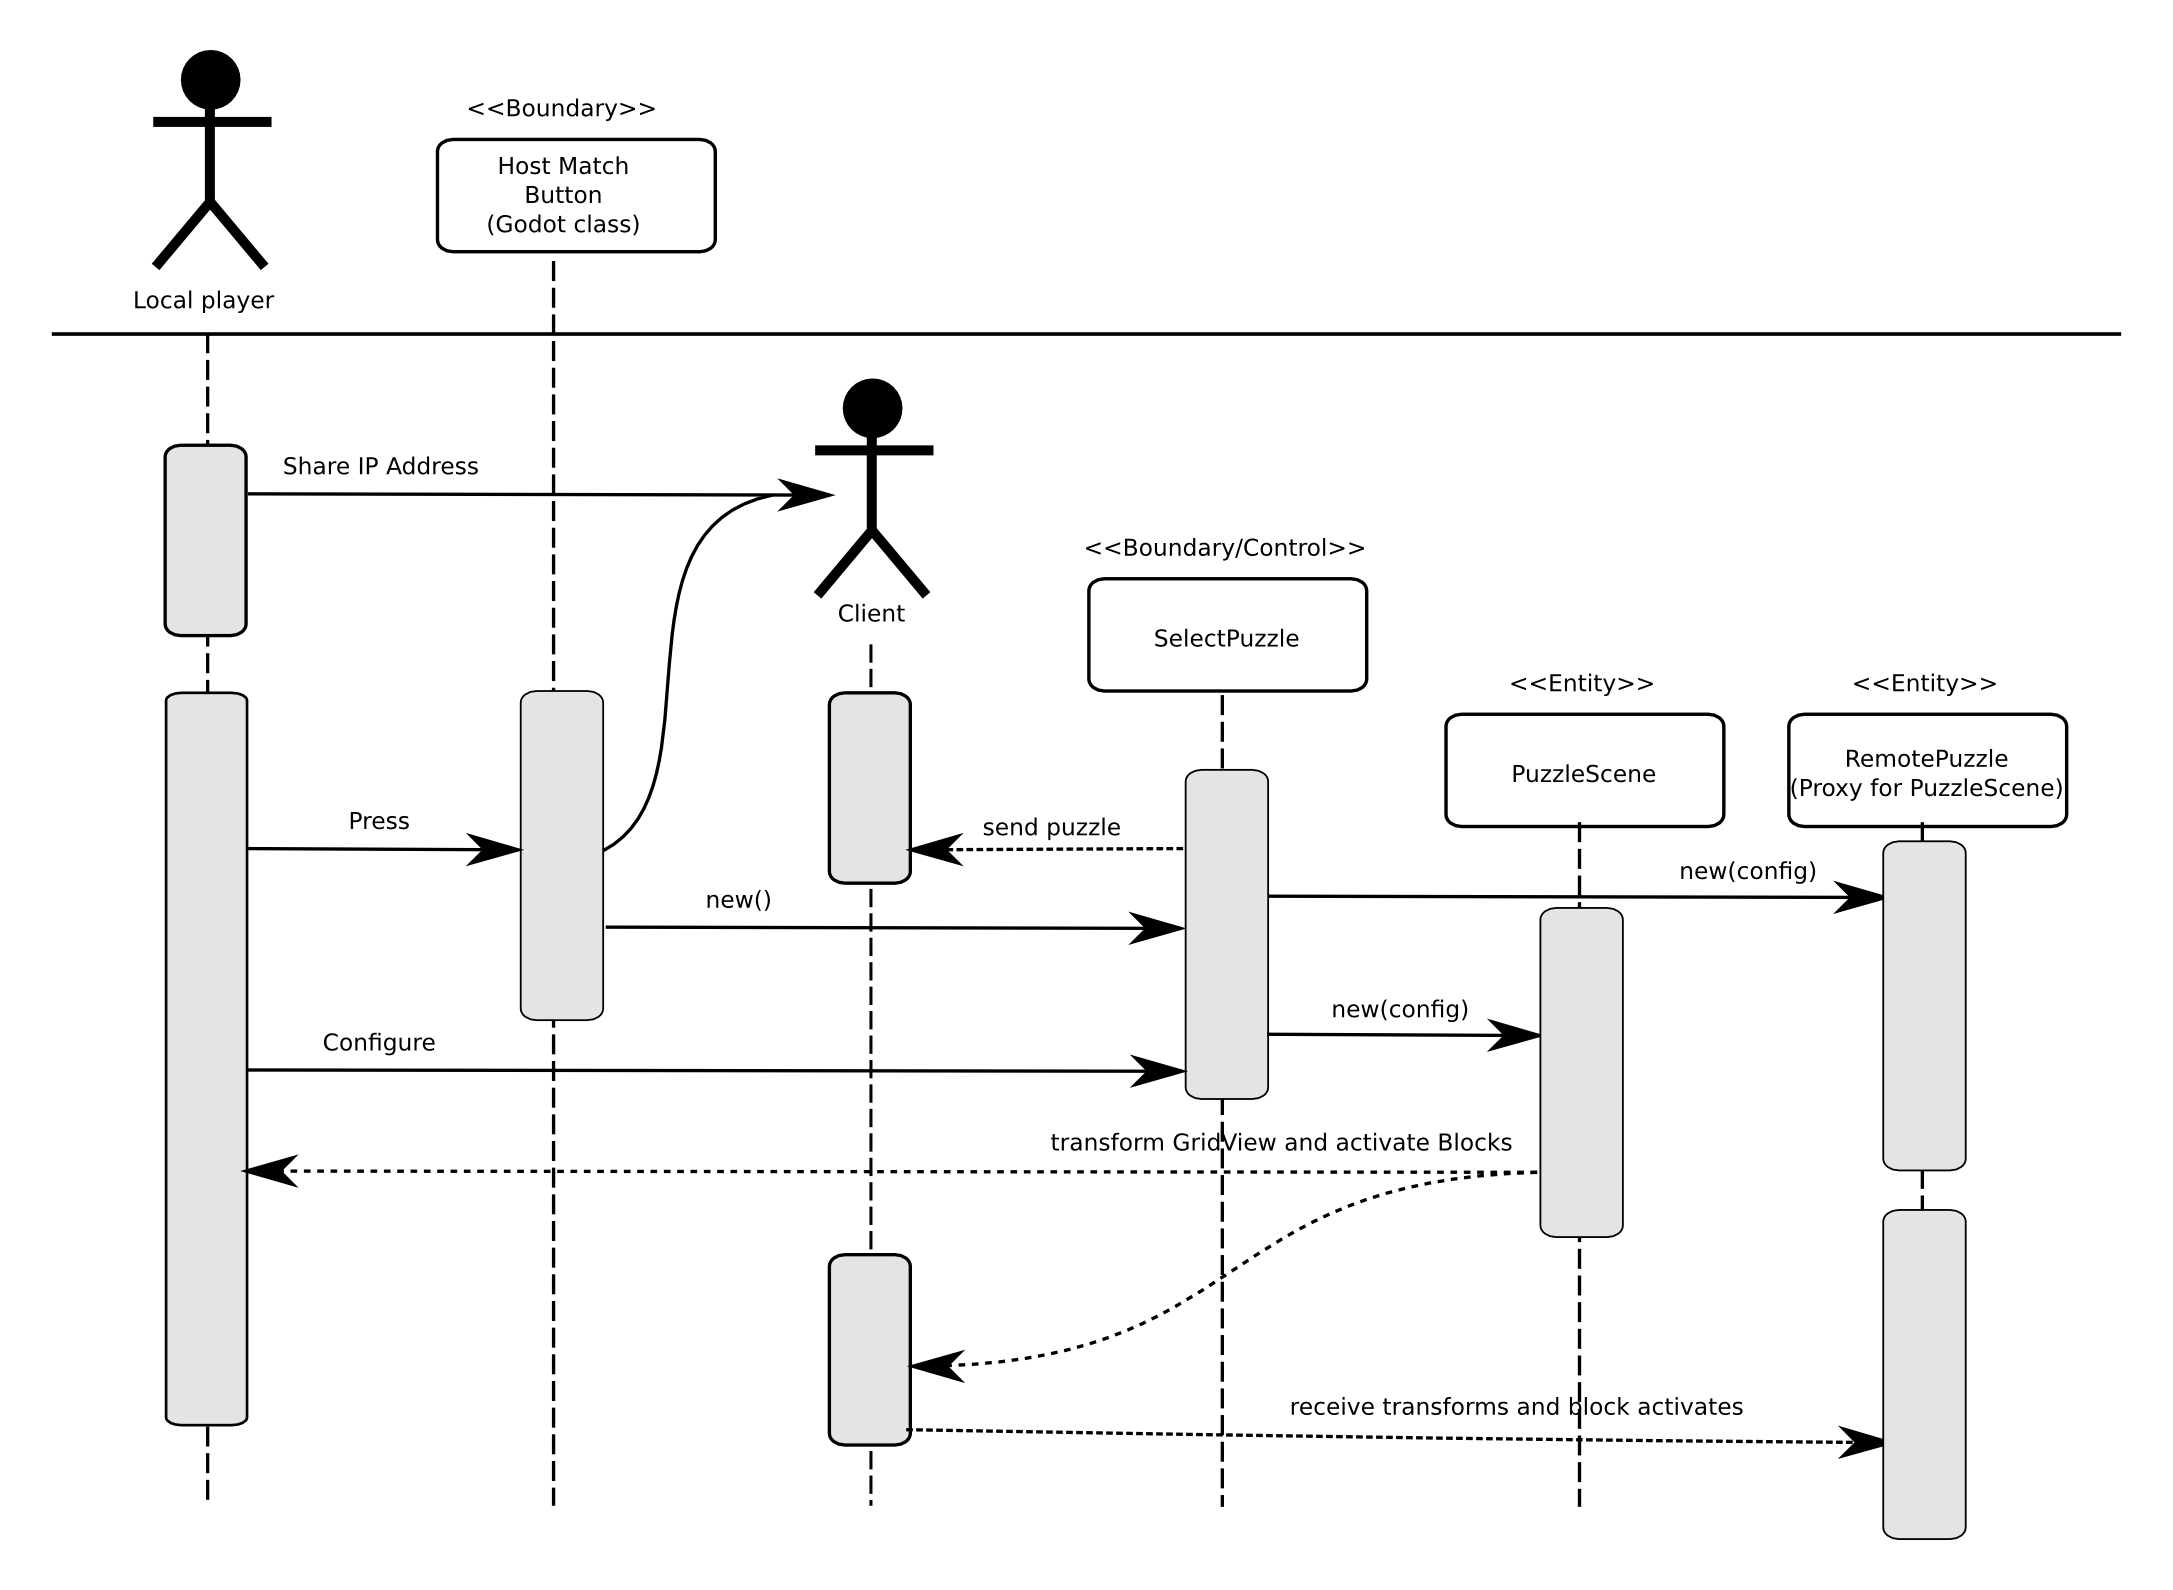 <<Boundary>>
Host Match
Button
(Godot class)
Local player
Share IP Address
<<Boundary/Control>>
Client
SelectPuzzle
<<Entity>>
<<Entity>>
PuzzleScene
RemotePuzzle
(Proxy for PuzzleScene)
Press
send puzzle
new(config)
new()
new(config)
Configure
transform GridView and activate Blocks
receive transforms and block activates